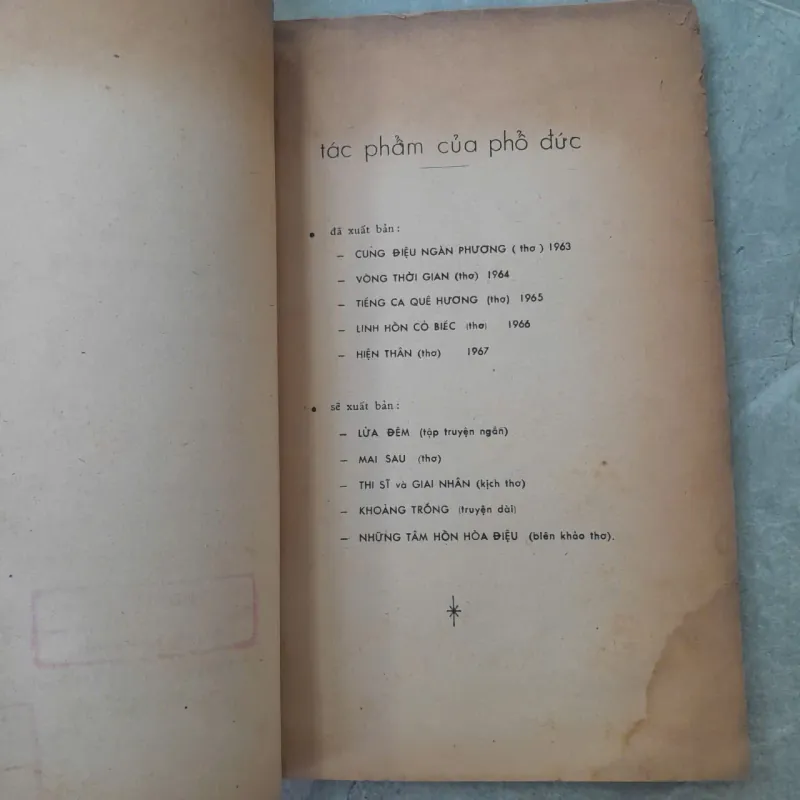 tác phẩm của phổ đức
• đã xuất bản:
– CUNG ĐIỆU NGÀN PHƯƠNG ( thơ ) 1963
– VÒNG THỜI GIAN (thơ) 1964
– TIẾNG CA QUÊ HƯƠNG (thơ) 1965
– LINH HỒN CỎ BIẾC (thơ) 1966
– HIỆN THÂN (thơ) 1967
• sẽ xuất bản:
– LỬA ĐÊM (tập truyện ngắn)
– MAI SAU (thơ)
– THI SĨ và GIAI NHÂN (kịch thơ)
– KHOẢNG TRỐNG (truyện dài)
– NHỮNG TÂM HỒN HÒA ĐIỆU (biên khảo thơ).